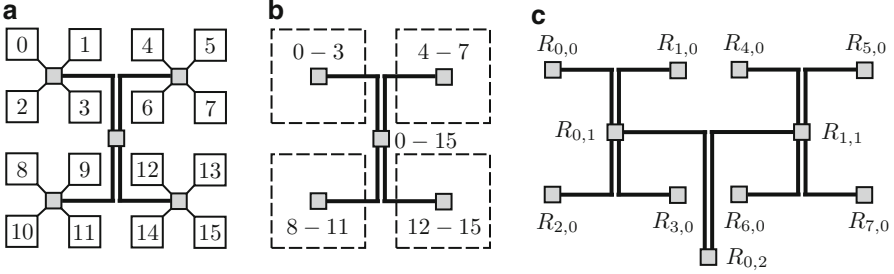 a
0 1 4 5
2 3 6 7
8 9 12 13
10 11 14 15
b
0 − 3 4 − 7
0 − 15
8 − 11 12 − 15
c
R0,0 R1,0 R4,0 R5,0
R0,1 R1,1
R2,0 R3,0 R6,0 R7,0
R0,2